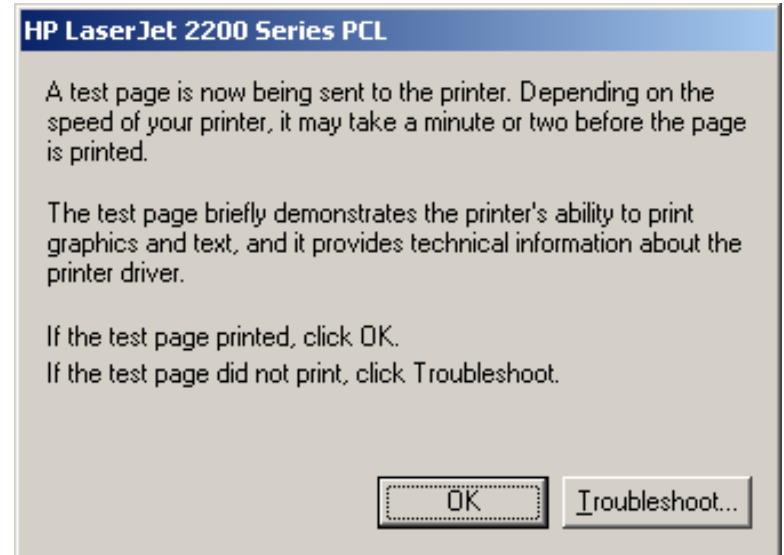 HP LaserJet 2200 Series PCL
A test page is now being sent to the printer. Depending on the
speed of your printer, it may take a minute or two before the page
is printed.
The test page briefly demonstrates the printer's ability to print
graphics and text, and it provides technical information about the
printer driver.
If the test page printed, click OK.
If the test page did not print, click Troubleshoot.
OK Troubleshoot...